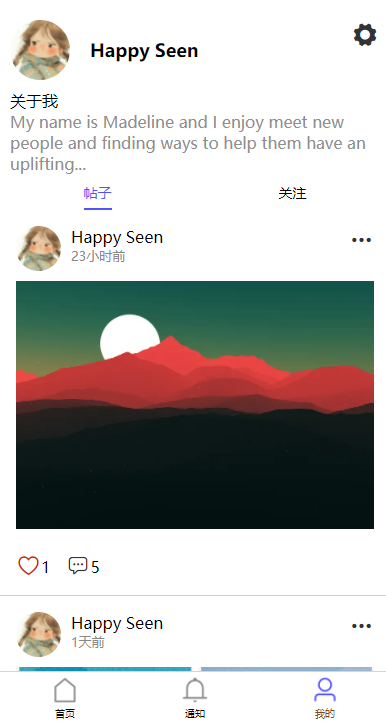 Happy Seen
关于我
My name is Madeline and I enjoy meet new
people and finding ways to help them have an
uplifting...
帖子 关注
Happy Seen
23小时前
1 5
Happy Seen
1天前
首页 通知 我的